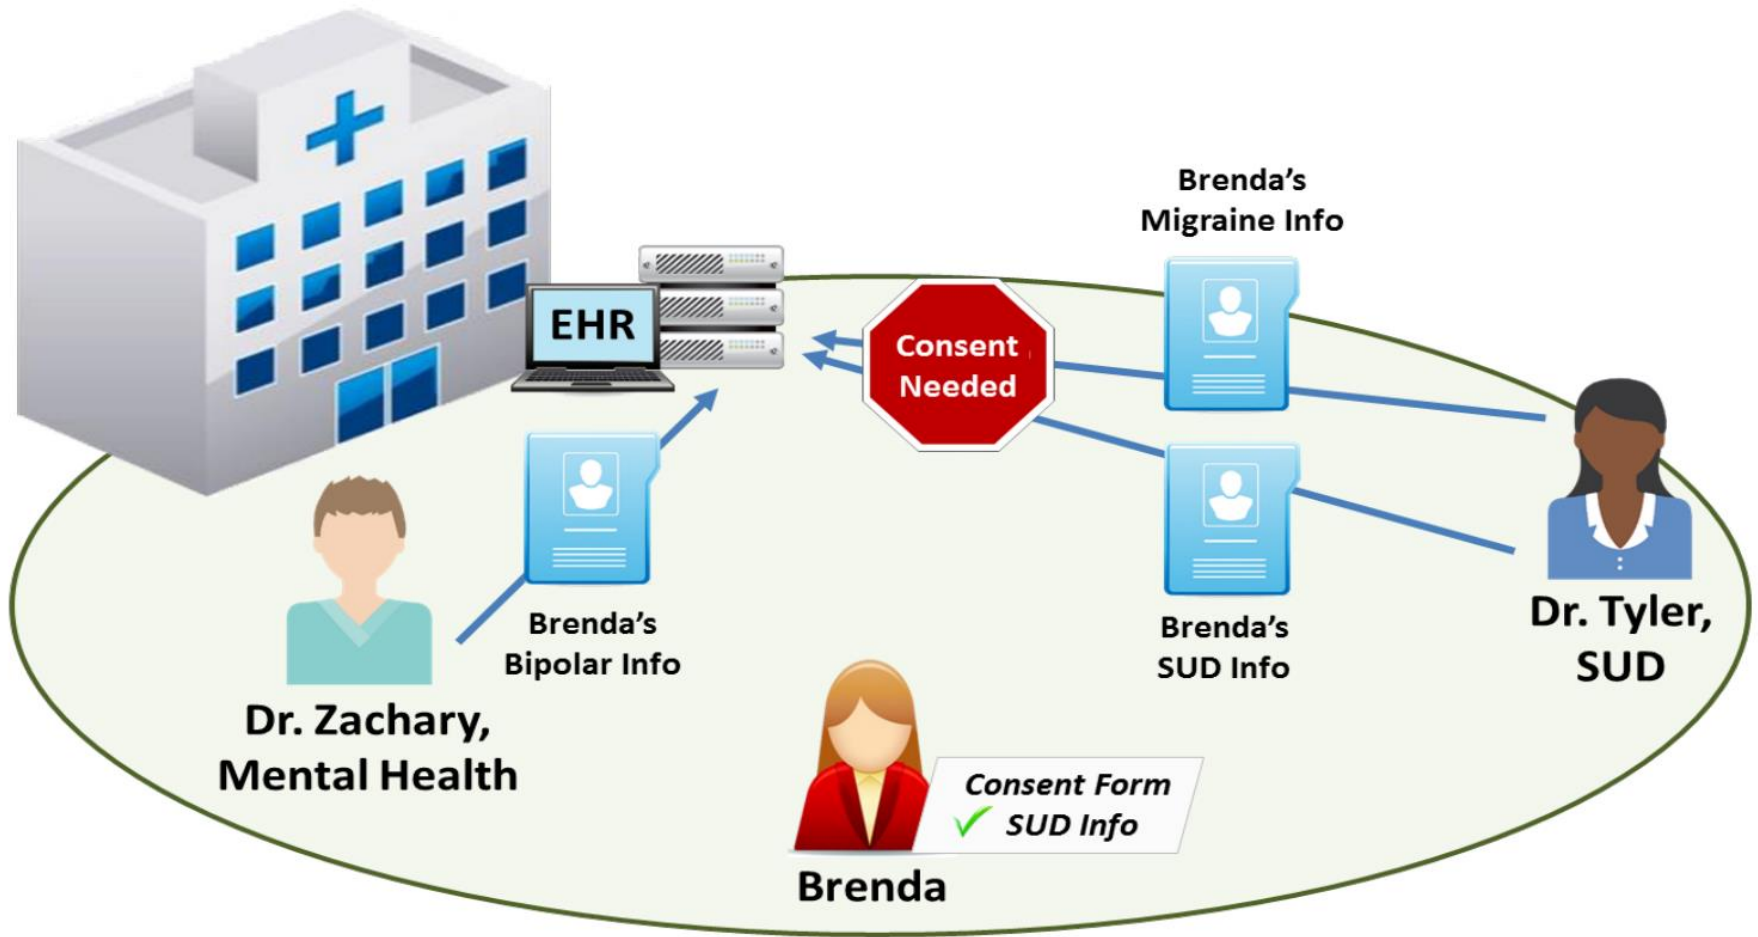 Brenda’s
Migraine Info
EHR
Consent
Needed
Brenda’s
Bipolar Info
Brenda’s
SUD Info
Dr. Tyler,
SUD
Dr. Zachary,
Mental Health
Consent Form
SUD Info
Brenda